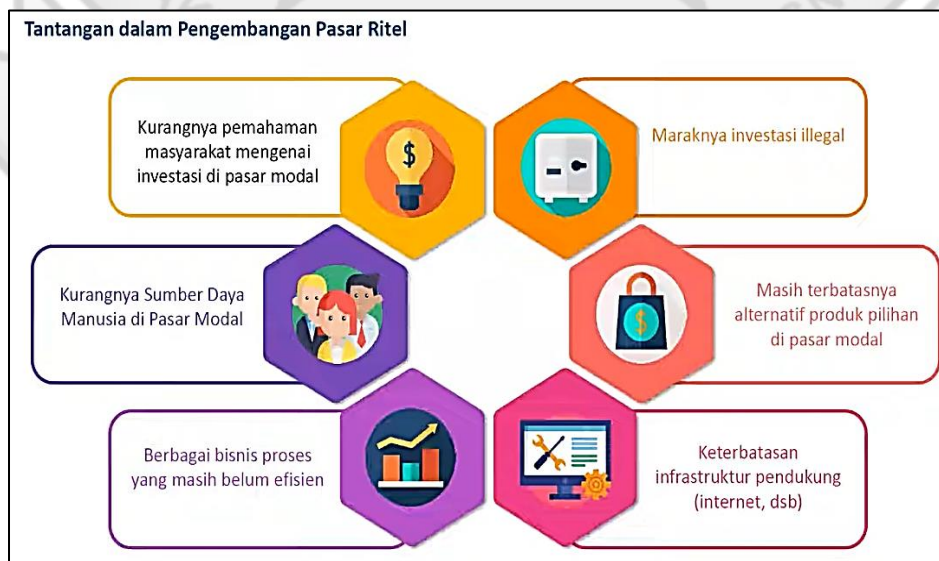 Tantangan dalam Pengembangan Pasar Ritel
Kurangnya pemahaman
masyarakat mengenai
investasi di pasar modal
$
Maraknya investasi illegal
Kurangnya Sumber Daya
Manusia di Pasar Modal
$
Masih terbatasnya
alternatif produk pilihan
di pasar modal
Berbagai bisnis proses
yang masih belum efisien
Keterbatasan
infrastruktur pendukung
(internet, dsb)